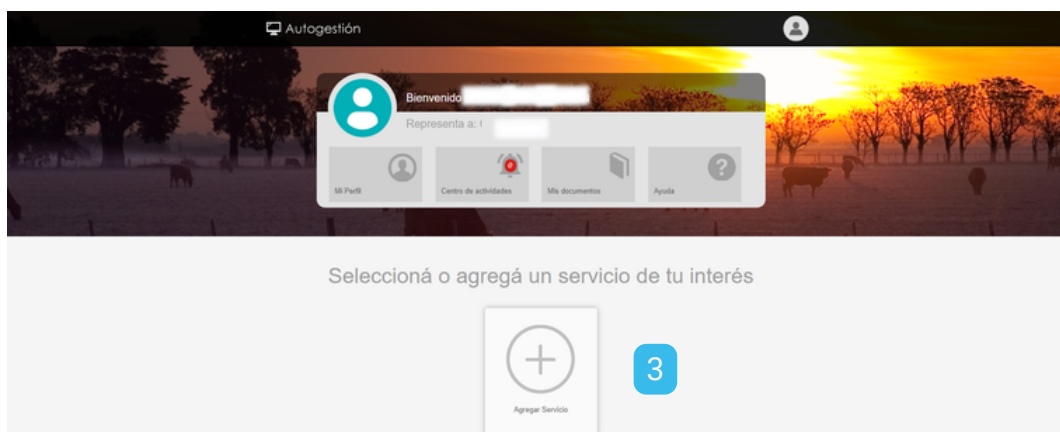 Autogestión
Bienvenido
Representa a:
Mi Perfil
Centro de actividades
Mis documentos
Ayuda
Seleccioná o agregá un servicio de tu interés
3
Agregar Servicio